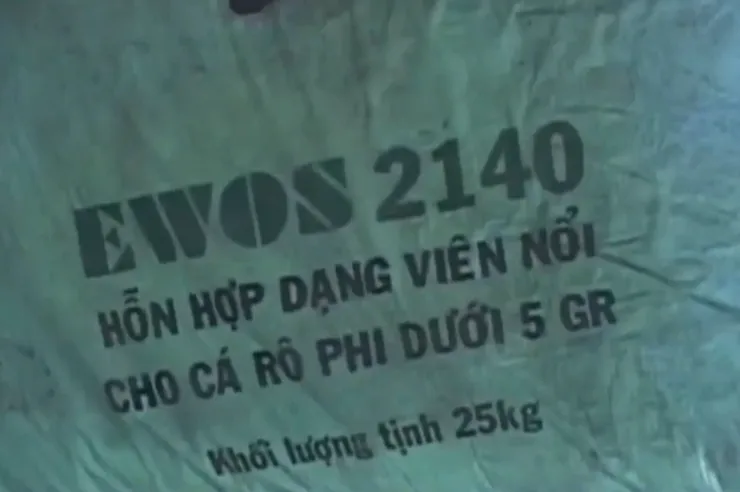 EWOS 2140
HỖN HỢP DẠNG VIÊN NỔI
CHO CÁ RÔ PHI DƯỚI 5 GR
Khối lượng tịnh 25kg